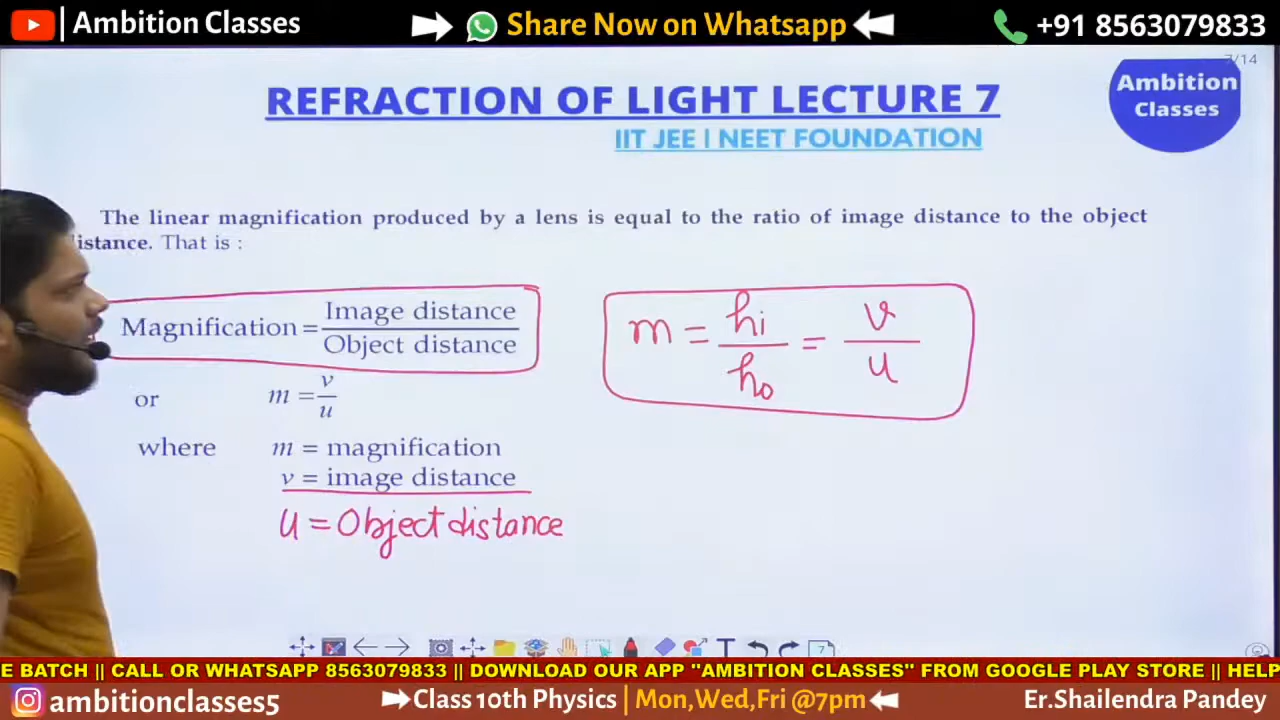 Ambition Classes
Share Now on Whatsapp
+91 8563079833
7/14
REFRACTION OF LIGHT LECTURE 7
Ambition
Classes
IIT JEE | NEET FOUNDATION
The linear magnification produced by a lens is equal to the ratio of image distance to the object
istance. That is :
Magnification = Image distance / Object distance
m = hi / ho = v / u
or m = v / u
where m = magnification
v = image distance
u = Object distance
7
E BATCH || CALL OR WHATSAPP 8563079833 || DOWNLOAD OUR APP "AMBITION CLASSES" FROM GOOGLE PLAY STORE || HELP
ambitionclasses5
Class 10th Physics | Mon,Wed,Fri @7pm
Er.Shailendra Pandey